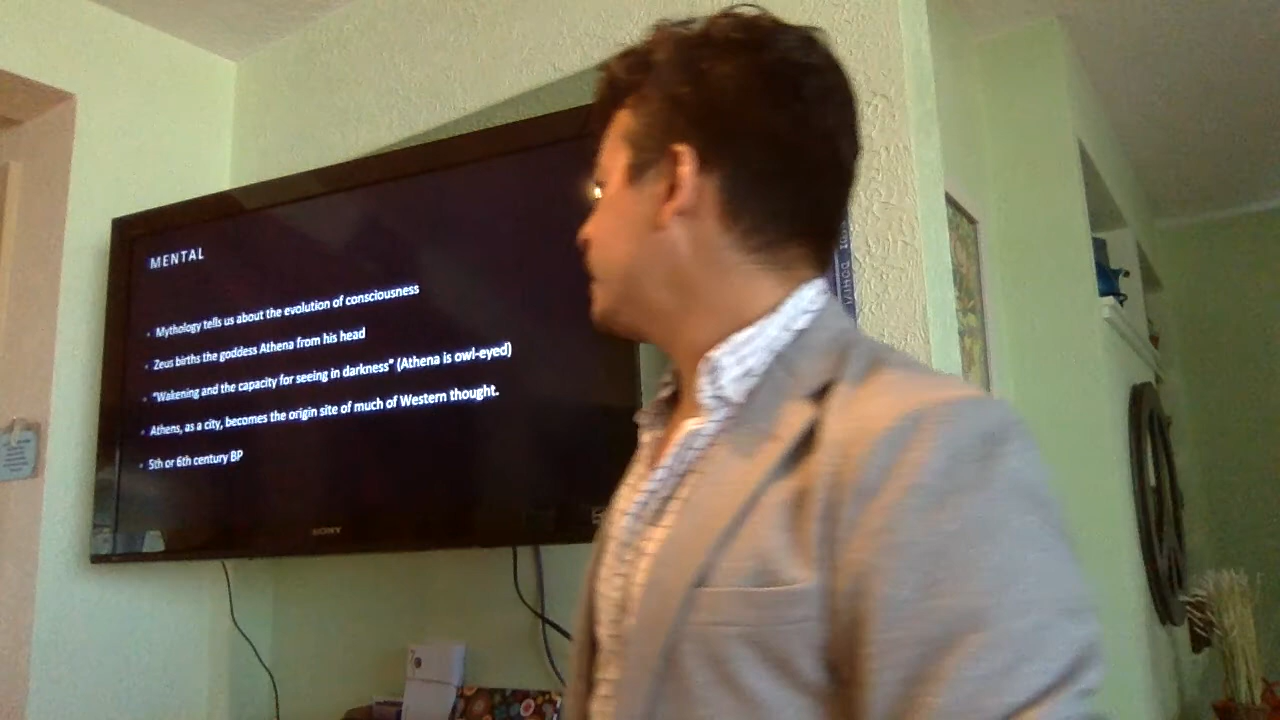 MENTAL
• Mythology tells us about the evolution of consciousness
• Zeus births the goddess Athena from his head
• "Wakening and the capacity for seeing in darkness" (Athena is owl-eyed)
• Athens, as a city, becomes the origin site of much of Western thought.
• 5th or 6th century BP
SONY